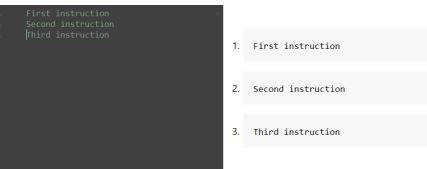 First instruction
Second instruction
Third instruction
1. First instruction
2. Second instruction
3. Third instruction